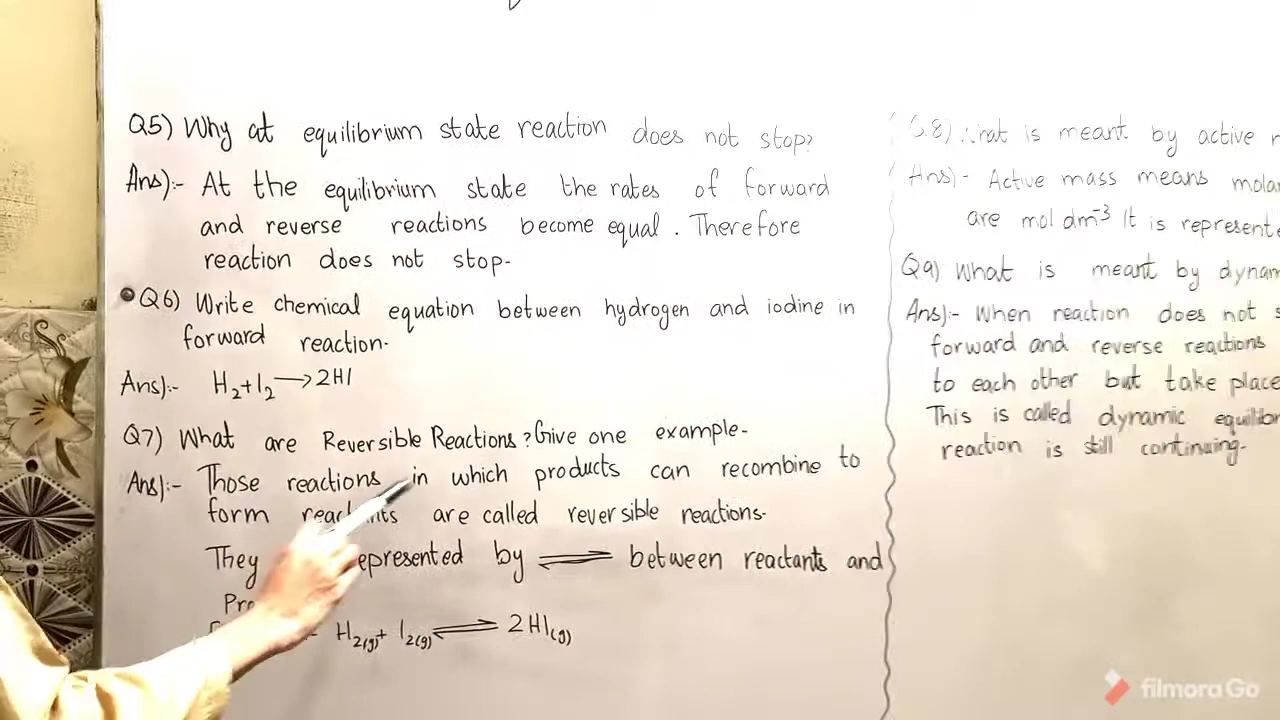 Q5) Why at equilibrium state reaction does not stop?
Ans):- At the equilibrium state the rates of forward
and reverse reactions become equal. Therefore
reaction does not stop-
Q6) Write chemical equation between hydrogen and iodine in
forward reaction.
Ans):- H₂+I₂→2HI
Q7) What are Reversible Reactions? Give one example-
Ans):- Those reactions in which products can recombine to
form reactants are called reversible reactions.
They represented by ⇌ between reactants and
H₂(g)+ I₂(g) ⇌ 2HI(g)
is meant by active
Ans)- Active mass means
are mol dm⁻³ It is
Q9) What is meant by
Ans):- When reaction does not
forward and reverse reactions
to each other but take place
This is called dynamic
reaction is still continuing-
filmoraGo